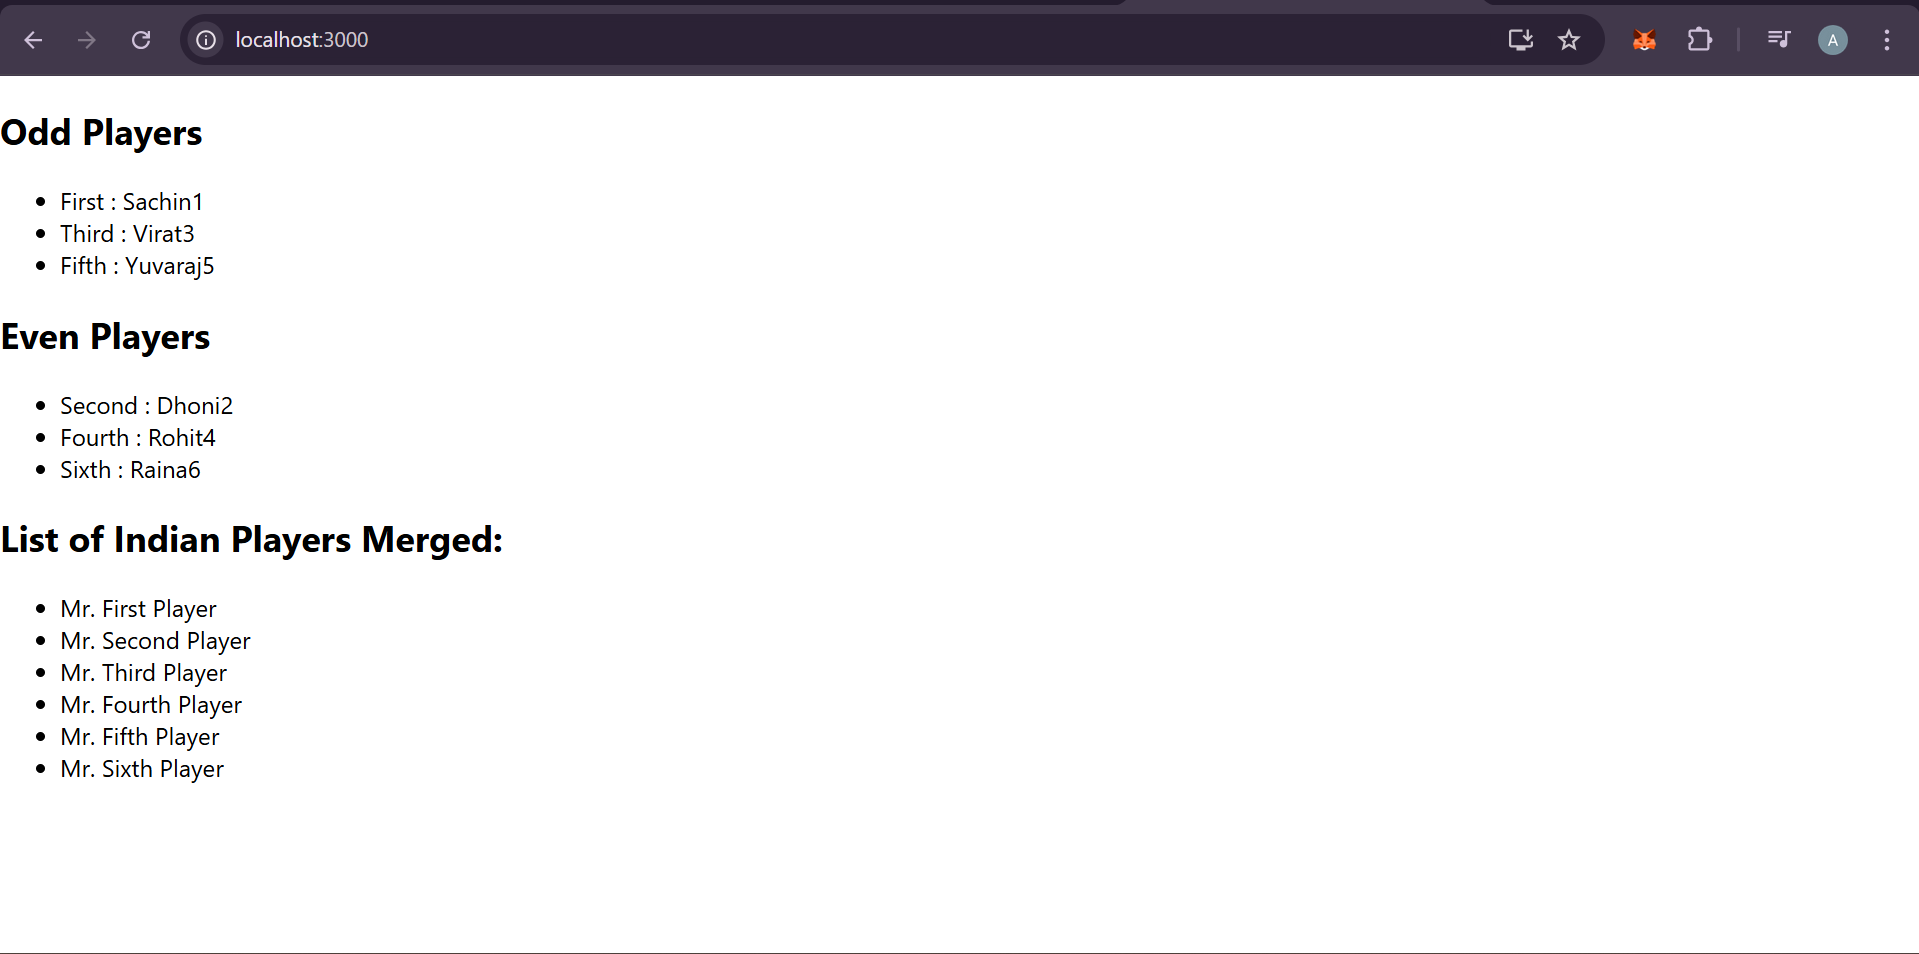 localhost:3000
A
Odd Players
First : Sachin1
Third : Virat3
Fifth : Yuvaraj5
Even Players
Second : Dhoni2
Fourth : Rohit4
Sixth : Raina6
List of Indian Players Merged:
Mr. First Player
Mr. Second Player
Mr. Third Player
Mr. Fourth Player
Mr. Fifth Player
Mr. Sixth Player